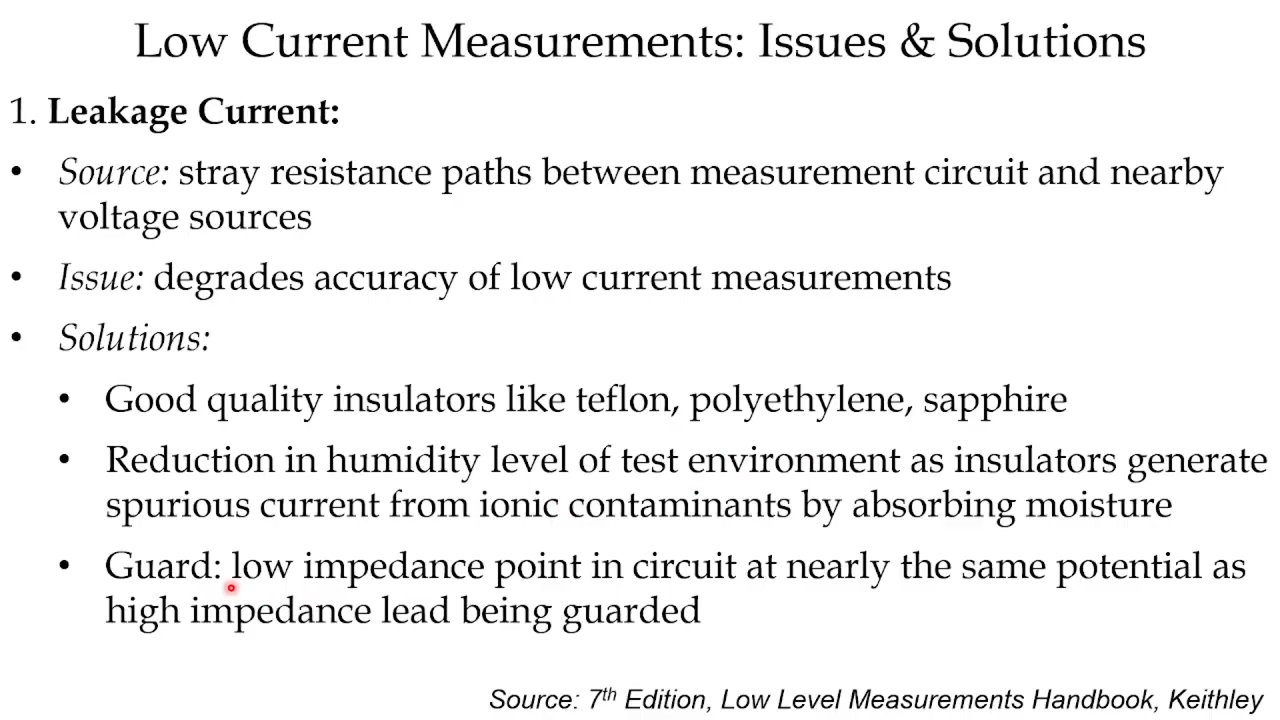 Low Current Measurements: Issues & Solutions
1. Leakage Current:
• Source: stray resistance paths between measurement circuit and nearby
voltage sources
• Issue: degrades accuracy of low current measurements
• Solutions:
• Good quality insulators like teflon, polyethylene, sapphire
• Reduction in humidity level of test environment as insulators generate
spurious current from ionic contaminants by absorbing moisture
• Guard: low impedance point in circuit at nearly the same potential as
high impedance lead being guarded
Source: 7th Edition, Low Level Measurements Handbook, Keithley